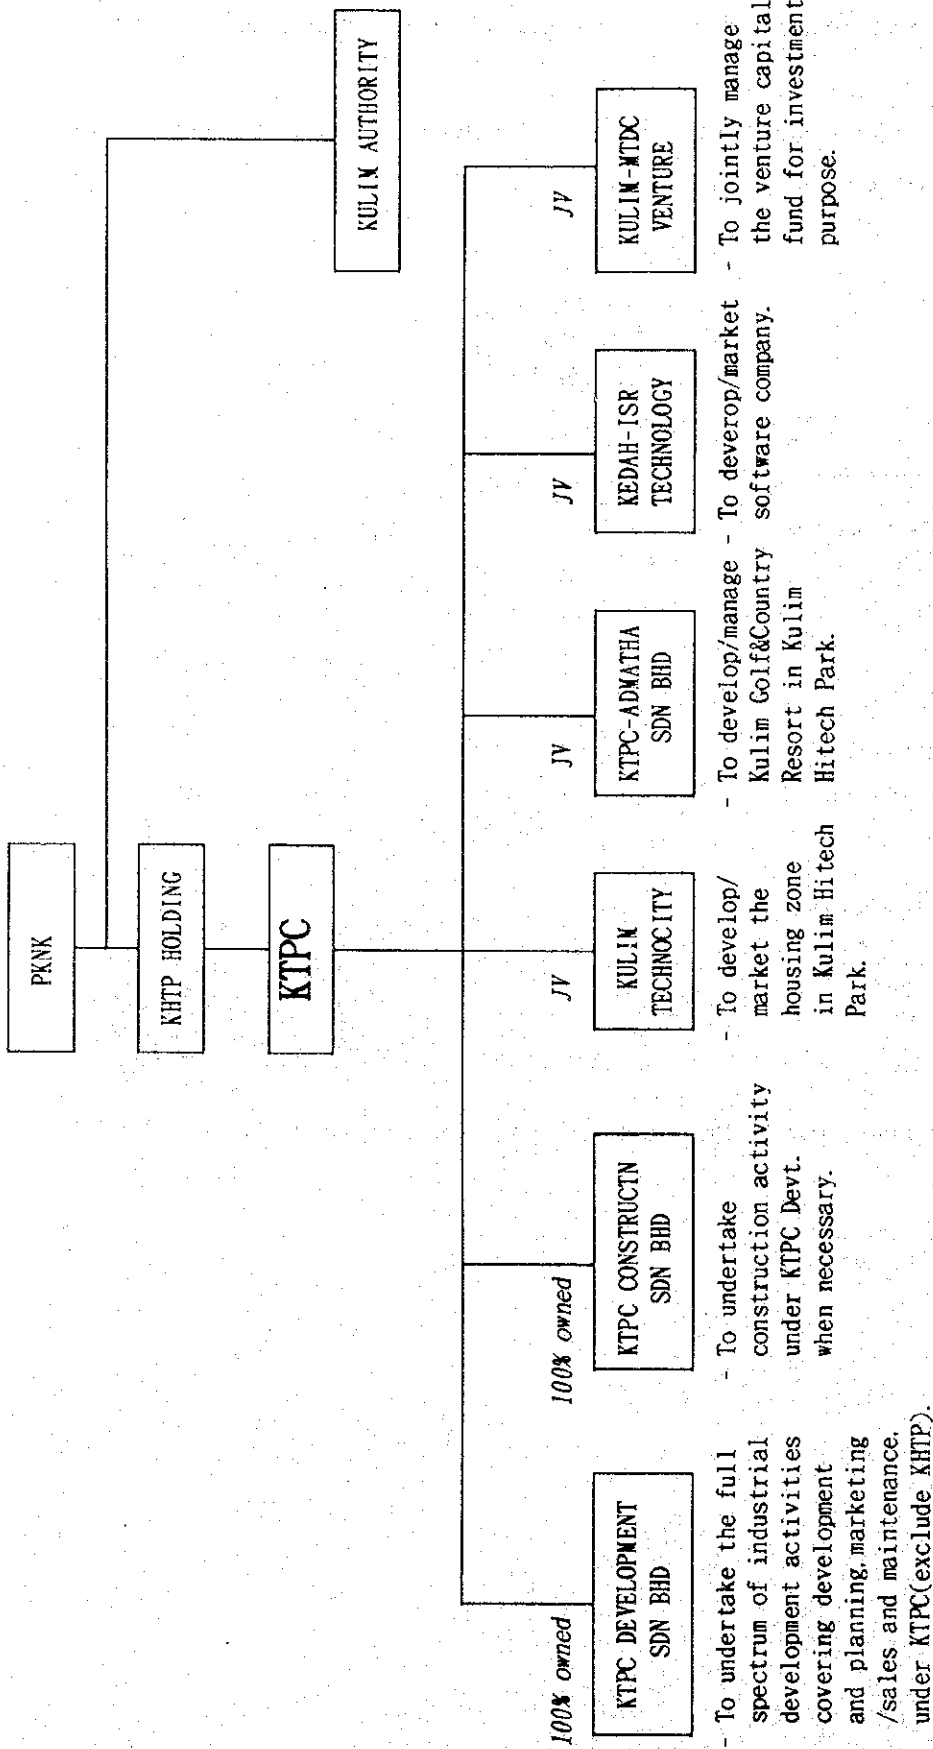 PKNK
KHTP HOLDING
KTPC
KULIM AUTHORITY
100% owned
KTPC DEVELOPMENT
SDN BHD
- To undertake the full
spectrum of industrial
development activities
covering development
and planning,marketing
/sales and maintenance,
under KTPC(exclude KHTP).
100% owned
KTPC CONSTRUCTN
SDN BHD
- To undertake
construction activity
under KTPC Devt.
when necessary.
JV
KULIM
TECHNOCITY
- To develop/
market the
housing zone
in Kulim Hitech
Park.
JV
KTPC-ADMATHA
SDN BHD
- To develop/manage
Kulim Golf&Country
Resort in Kulim
Hitech Park.
JV
KEDAH-ISR
TECHNOLOGY
- To deverop/market
software company.
JV
KULIM-MTDC
VENTURE
- To jointly manage
the venture capital
fund for investment
purpose.